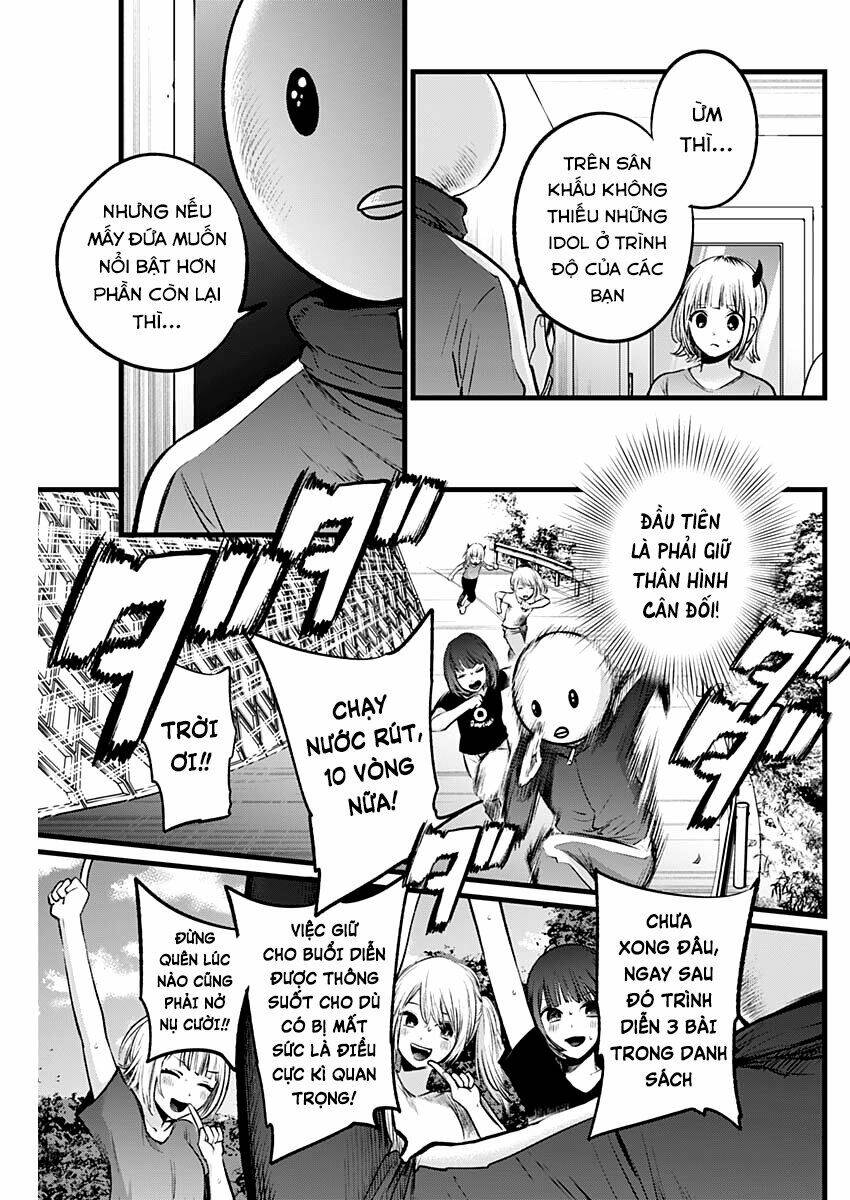 ỪM
THÌ...
TRÊN SÂN
KHẤU KHÔNG
THIẾU NHỮNG
IDOL Ở TRÌNH
ĐỘ CỦA CÁC
BẠN
NHƯNG NẾU
MẤY ĐỨA MUỐN
NỔI BẬT HƠN
PHẦN CÒN LẠI
THÌ...
ĐẦU TIÊN
LÀ PHẢI GIỮ
THÂN HÌNH
CÂN ĐỐI!
ダダ
ダダ
ダダ
CHẠY
NƯỚC RÚT,
10 VÒNG
NỮA!
TRỜI
ƠI!!
CHƯA
XONG ĐÂU,
NGAY SAU
ĐÓ TRÌNH
DIỄN 3 BÀI
TRONG DANH
SÁCH
VIỆC GIỮ
CHO BUỔI DIỄN
ĐƯỢC THÔNG
SUỐT CHO DÙ
CÓ BỊ MẤT
SỨC LÀ ĐIỀU
CỰC KÌ QUAN
TRỌNG!
ĐỪNG
QUÊN LÚC
NÀO CŨNG
PHẢI NỞ
NỤ CƯỜI!!